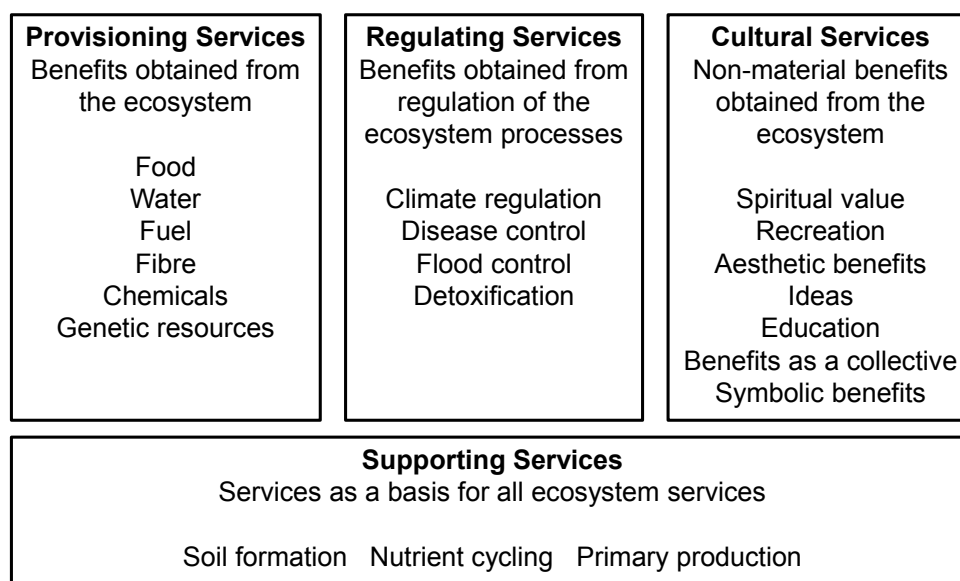 Provisioning Services
Benefits obtained from
the ecosystem
Food
Water
Fuel
Fibre
Chemicals
Genetic resources
Regulating Services
Benefits obtained from
regulation of the
ecosystem processes
Climate regulation
Disease control
Flood control
Detoxification
Cultural Services
Non-material benefits
obtained from the
ecosystem
Spiritual value
Recreation
Aesthetic benefits
Ideas
Education
Benefits as a collective
Symbolic benefits
Supporting Services
Services as a basis for all ecosystem services
Soil formation Nutrient cycling Primary production